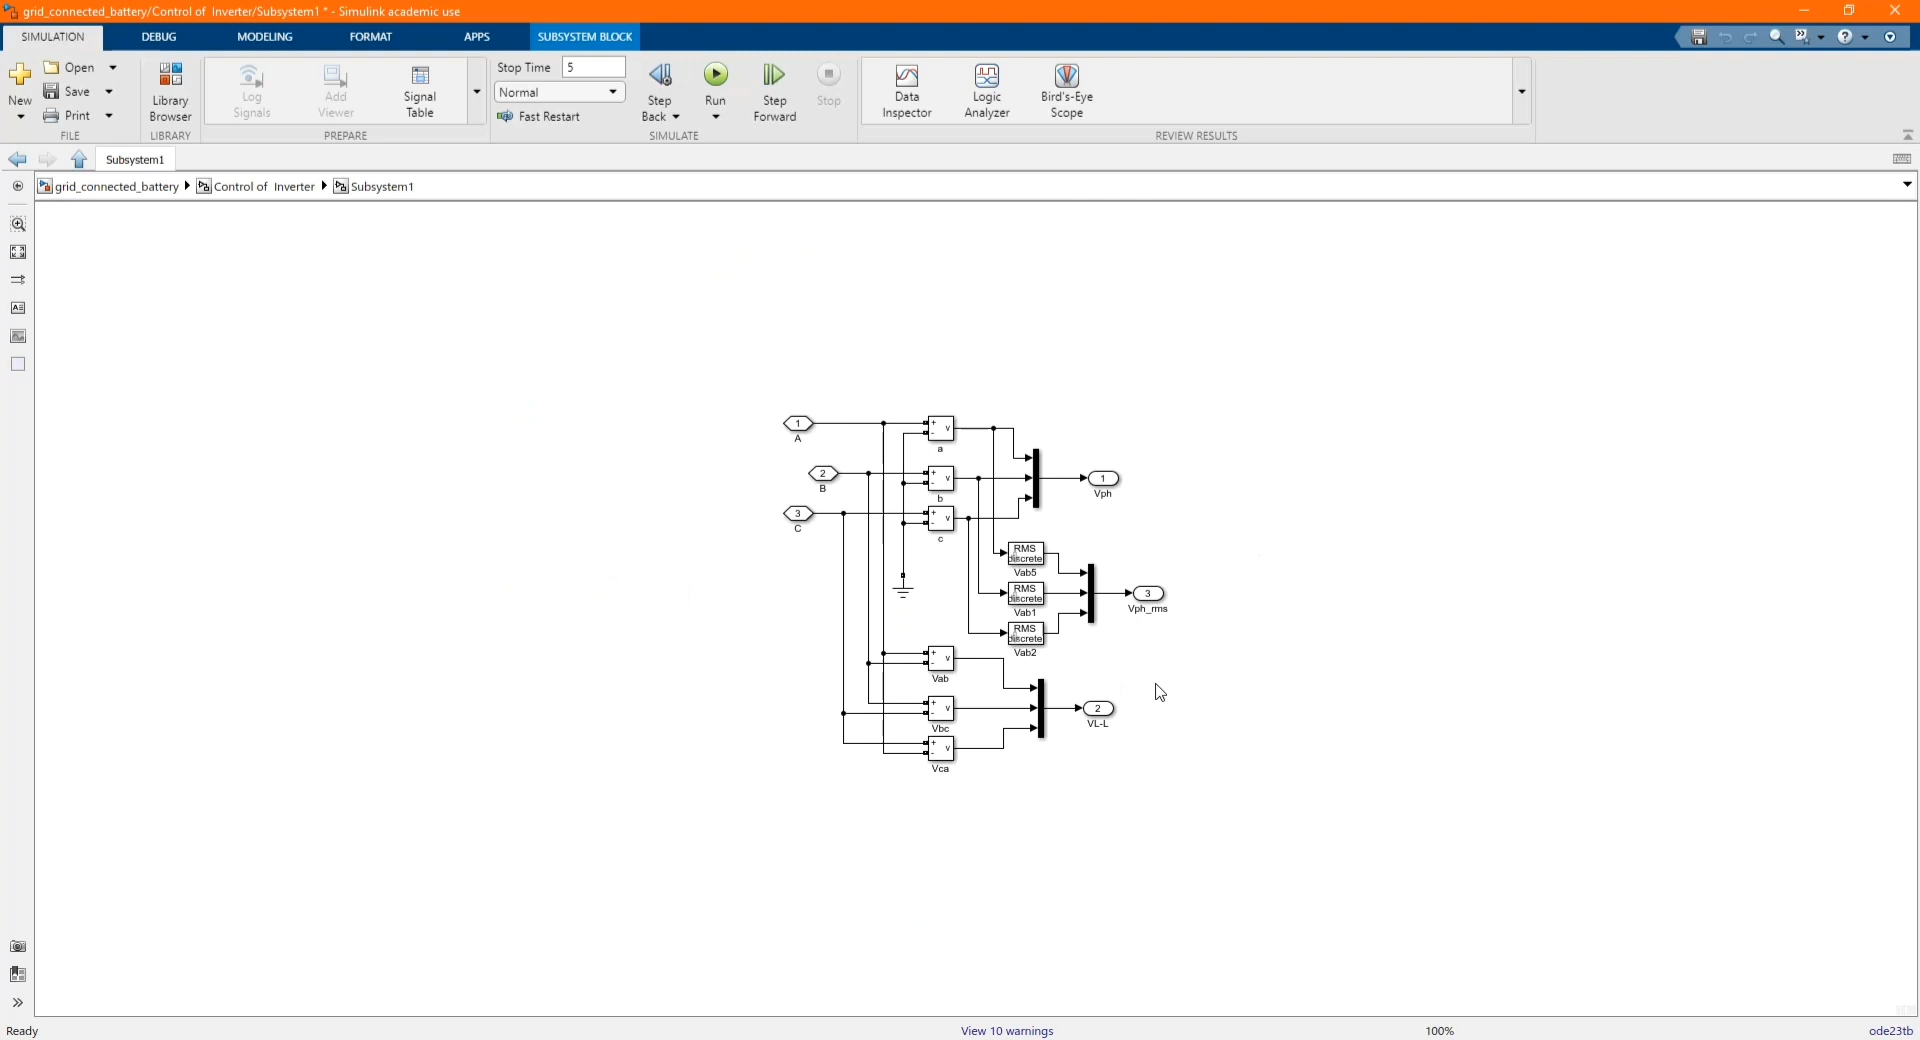 grid_connected_battery/Control of Inverter/Subsystem1 * - Simulink academic use
SIMULATION DEBUG MODELING FORMAT APPS SUBSYSTEM BLOCK
New
Open
Save
Print
FILE
Library Browser
LIBRARY
Log Signals
Add Viewer
Signal Table
PREPARE
Stop Time 5
Normal
Fast Restart
Step Back
Run
Step Forward
Stop
SIMULATE
Data Inspector
Logic Analyzer
Bird's-Eye Scope
REVIEW RESULTS
Subsystem1
grid_connected_battery Control of Inverter Subsystem1
1
A
+
-
v
a
2
B
+
-
v
b
1
Vph
3
C
+
-
v
c
RMS
discrete
Vab5
RMS
discrete
Vab1
3
Vph_rms
RMS
discrete
Vab2
+
-
v
Vab
+
-
v
Vbc
2
VL-L
+
-
v
Vca
Ready View 10 warnings 100% ode23tb